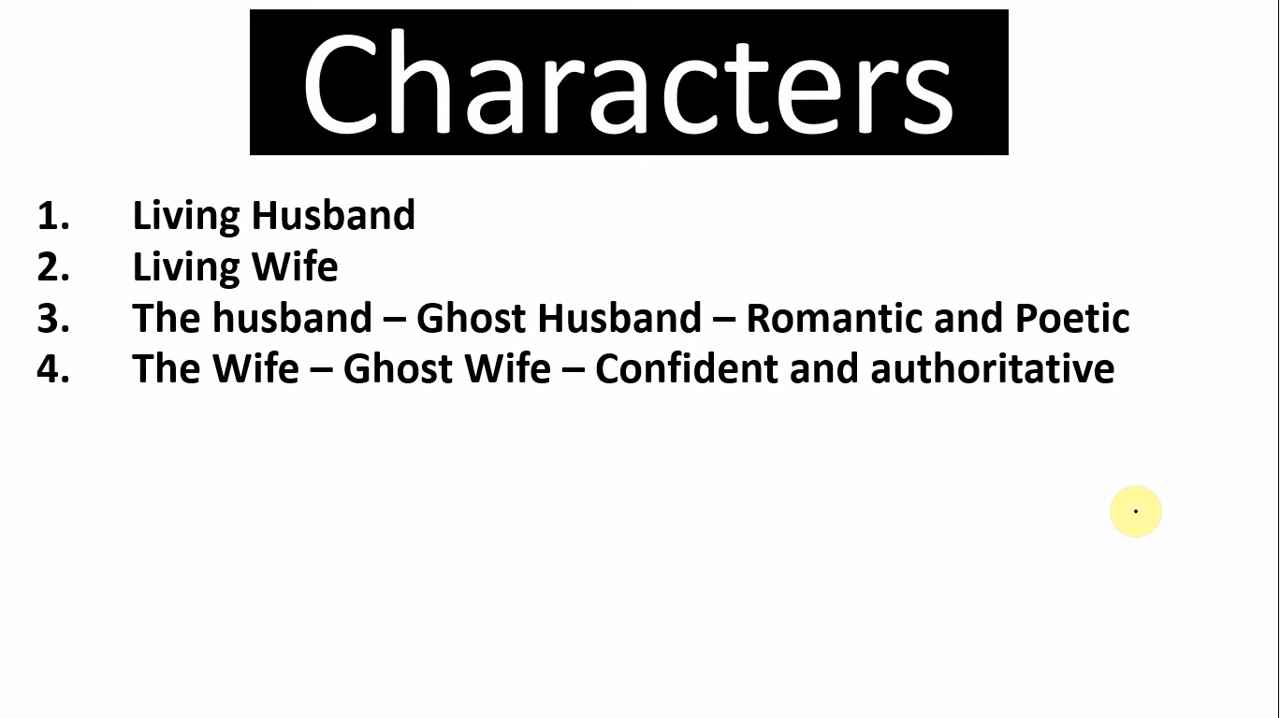 Characters
1. Living Husband
2. Living Wife
3. The husband – Ghost Husband – Romantic and Poetic
4. The Wife – Ghost Wife – Confident and authoritative